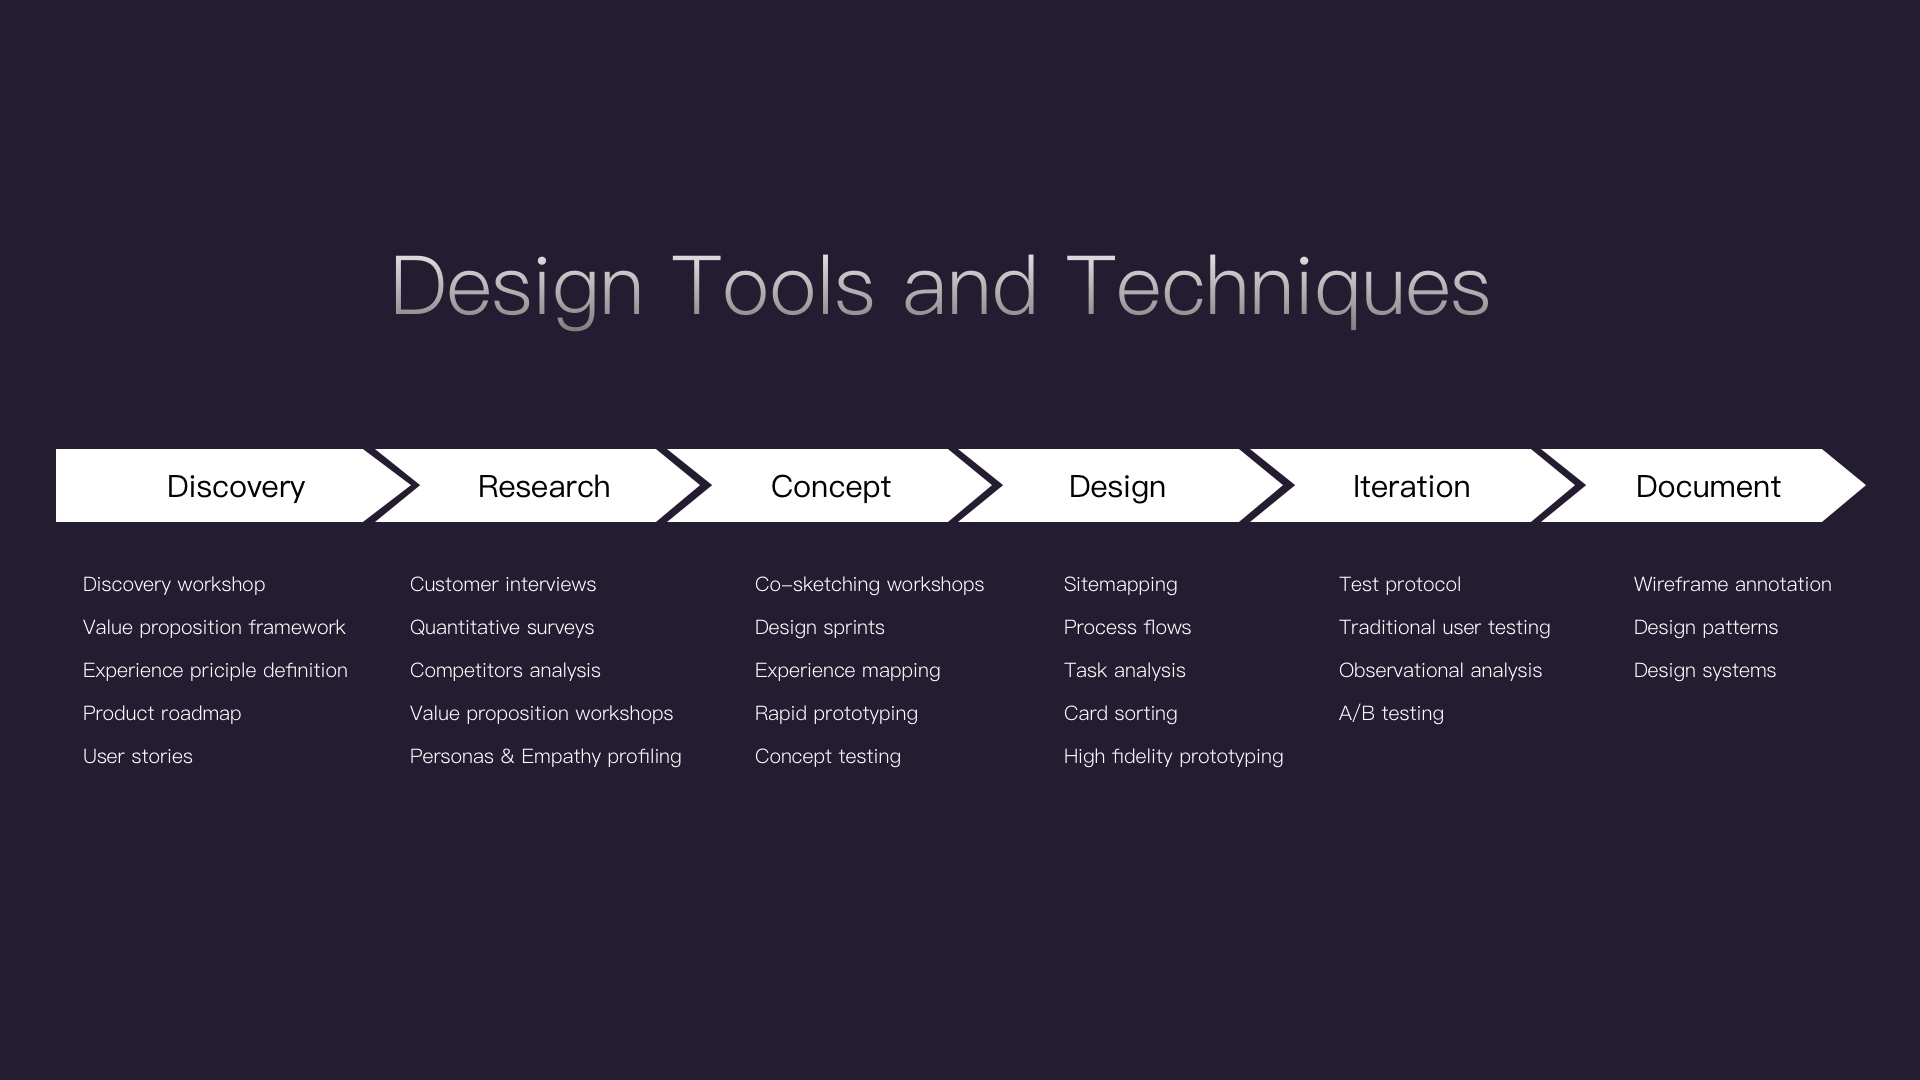 Design Tools and Techniques
Discovery
Research
Concept
Design
Iteration
Document
Discovery workshop
Value proposition framework
Experience priciple definition
Product roadmap
User stories
Customer interviews
Quantitative surveys
Competitors analysis
Value proposition workshops
Personas & Empathy profiling
Co-sketching workshops
Design sprints
Experience mapping
Rapid prototyping
Concept testing
Sitemapping
Process flows
Task analysis
Card sorting
High fidelity prototyping
Test protocol
Traditional user testing
Observational analysis
A/B testing
Wireframe annotation
Design patterns
Design systems